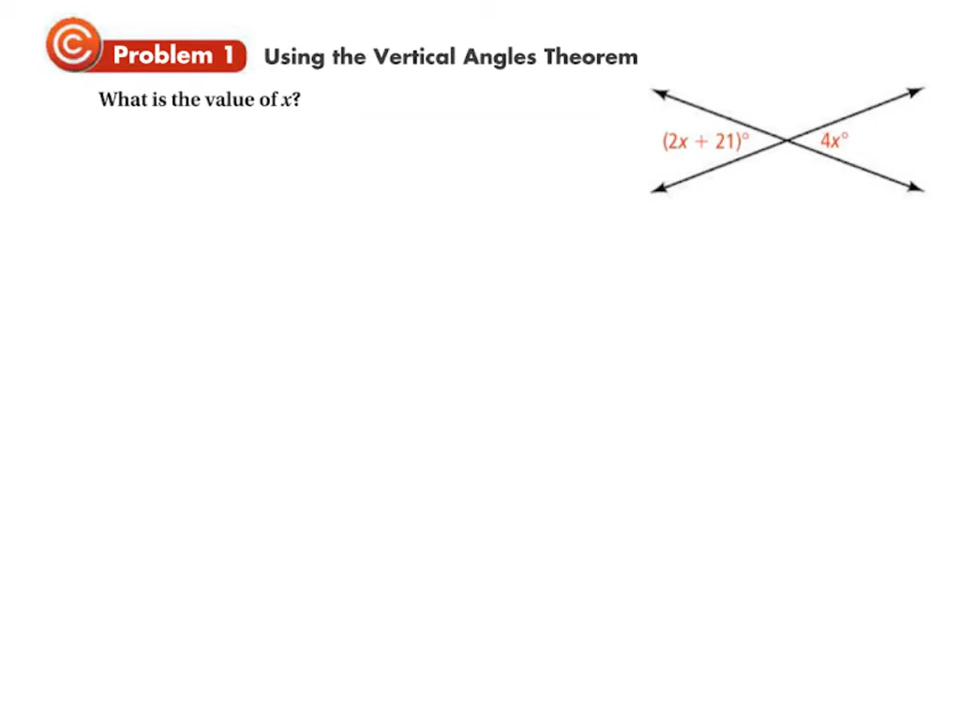 © Problem 1 Using the Vertical Angles Theorem
What is the value of x?
(2x + 21)° 4x°